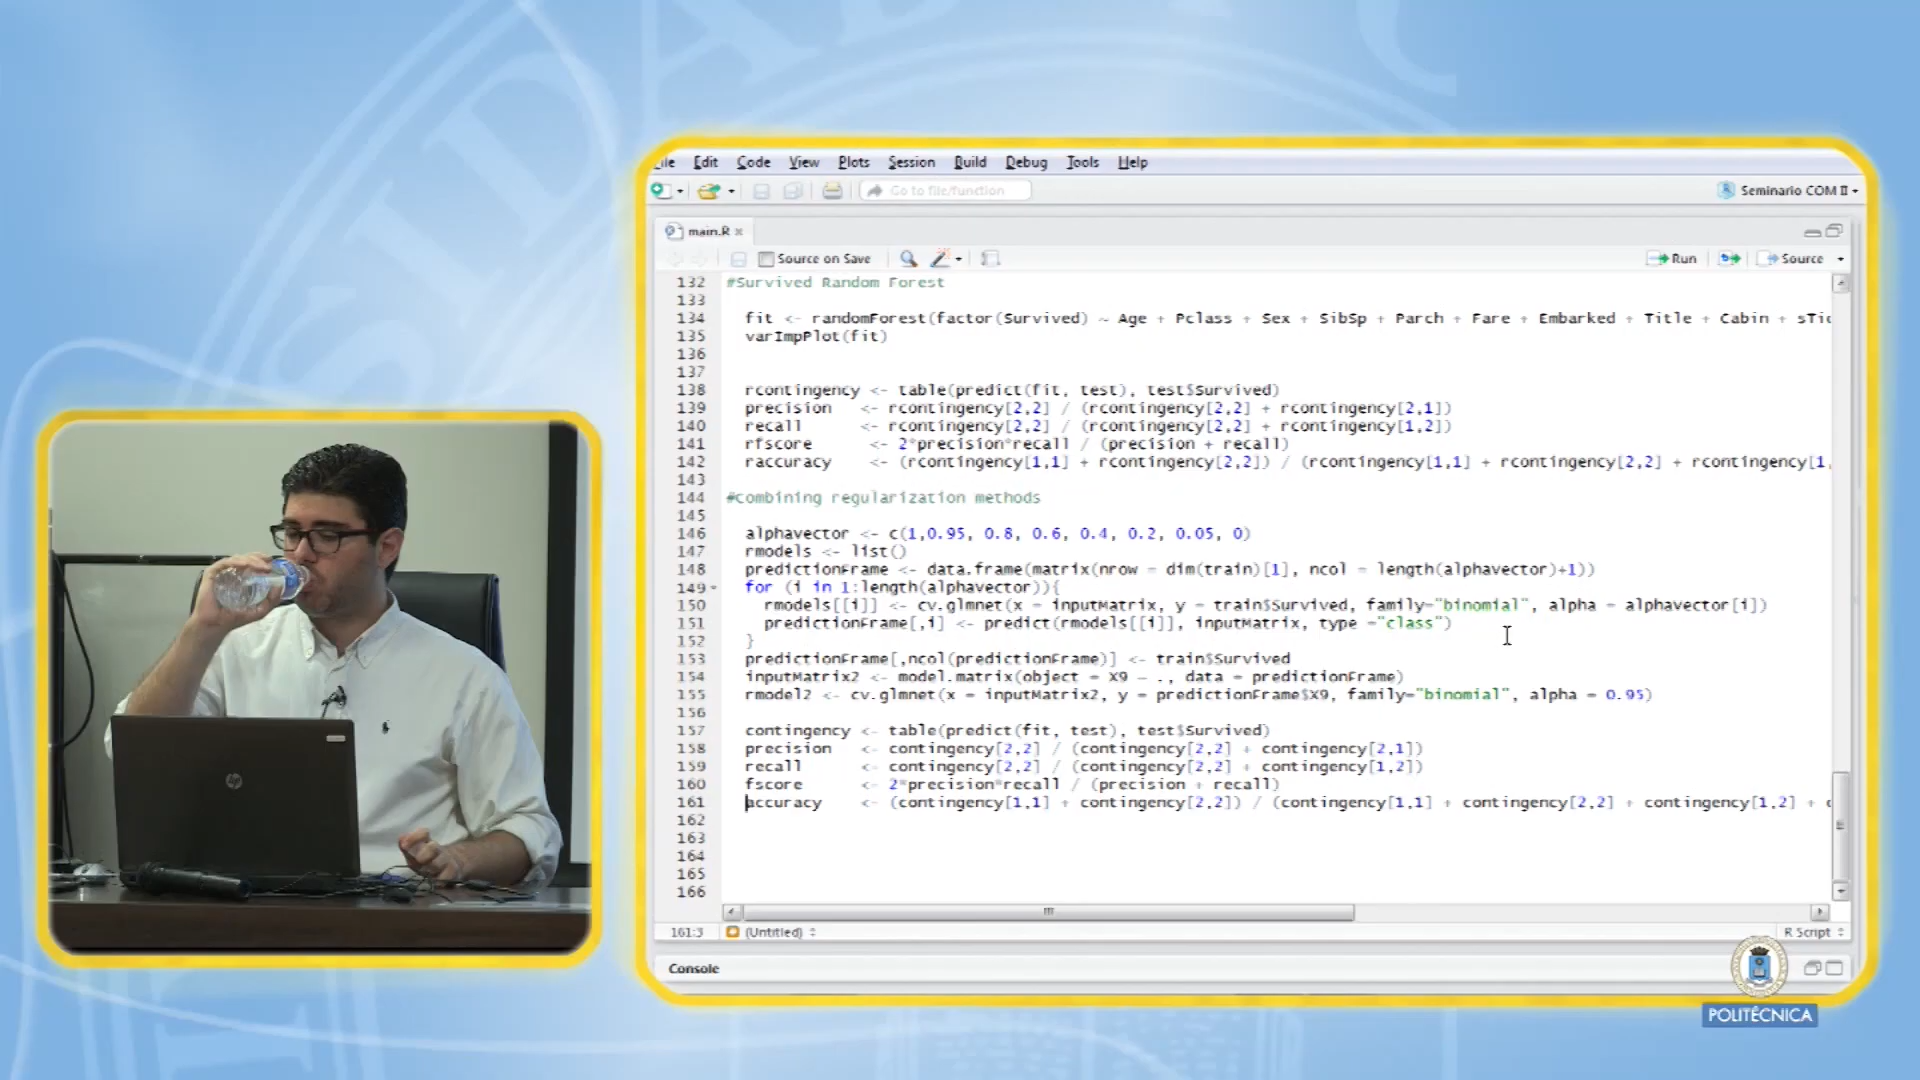 File Edit Code View Plots Session Build Debug Tools Help
Go to file/function
Seminario COM II
main.R
Source on Save
Run
Source
132 #Survived Random Forest
133
134 fit <- randomForest(factor(Survived) ~ Age + Pclass + Sex + SibSp + Parch + Fare + Embarked + Title + Cabin + sTic
135 varImpPlot(fit)
136
137
138 rcontingency <- table(predict(fit, test), test$Survived)
139 precision <- rcontingency[2,2] / (rcontingency[2,2] + rcontingency[2,1])
140 recall <- rcontingency[2,2] / (rcontingency[2,2] + rcontingency[1,2])
141 rfscore <- 2*precision*recall / (precision + recall)
142 raccuracy <- (rcontingency[1,1] + rcontingency[2,2]) / (rcontingency[1,1] + rcontingency[2,2] + rcontingency[1,
143
144 #combining regularization methods
145
146 alphavector <- c(1,0.95, 0.8, 0.6, 0.4, 0.2, 0.05, 0)
147 rmodels <- list()
148 predictionFrame <- data.frame(matrix(nrow = dim(train)[1], ncol = length(alphavector)+1))
149 for (i in 1:length(alphavector)){
150 rmodels[[i]] <- cv.glmnet(x = inputMatrix, y = train$Survived, family="binomial", alpha = alphavector[i])
151 predictionFrame[,i] <- predict(rmodels[[i]], inputMatrix, type ="class")
152 }
153 predictionFrame[,ncol(predictionFrame)] <- train$Survived
154 inputMatrix2 <- model.matrix(object = X9 ~ ., data = predictionFrame)
155 rmodel2 <- cv.glmnet(x = inputMatrix2, y = predictionFrame$X9, family="binomial", alpha = 0.95)
156
157 contingency <- table(predict(fit, test), test$Survived)
158 precision <- contingency[2,2] / (contingency[2,2] + contingency[2,1])
159 recall <- contingency[2,2] / (contingency[2,2] + contingency[1,2])
160 fscore <- 2*precision*recall / (precision + recall)
161 accuracy <- (contingency[1,1] + contingency[2,2]) / (contingency[1,1] + contingency[2,2] + contingency[1,2] + c
162
163
164
165
166
161:3 (Untitled) R Script
Console
POLITÉCNICA